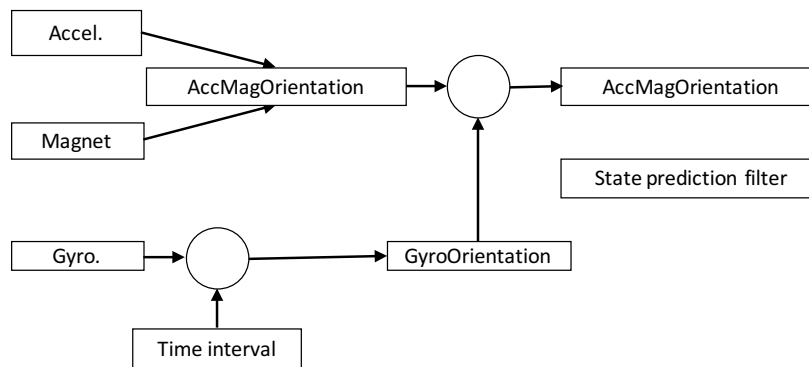 Accel.
AccMagOrientation
AccMagOrientation
Magnet
State prediction filter
Gyro.
GyroOrientation
Time interval